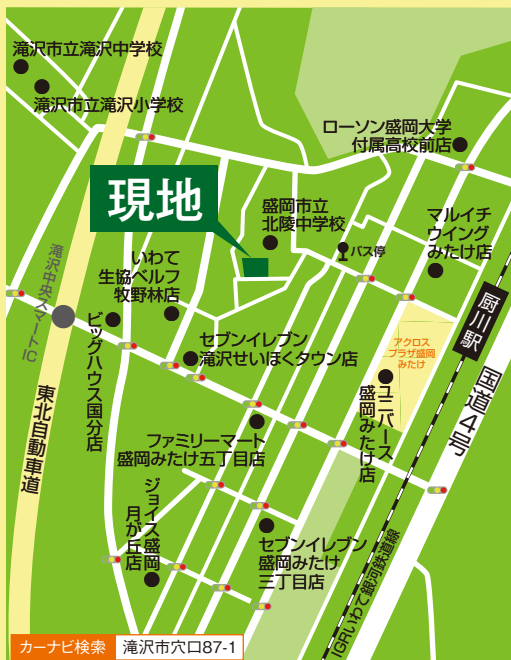 滝沢市立滝沢中学校
滝沢市立滝沢小学校
ローソン盛岡大学
付属高校前店
現地
盛岡市立
北陵中学校
バス停
マルイチ
ウイング
みたけ店
いわて
生協ベルフ
牧野林店
滝沢中央スマートIC
ビッグハウス国分店
セブンイレブン
滝沢せいほくタウン店
アクロス
プラザ盛岡
みたけ
厨川駅
国道4号
ユニバース
盛岡みたけ店
東北自動車道
ファミリーマート
盛岡みたけ五丁目店
ジョイス盛岡
月が丘店
セブンイレブン
盛岡みたけ
三丁目店
IGRいわて銀河鉄道線
カーナビ検索 滝沢市穴口87-1